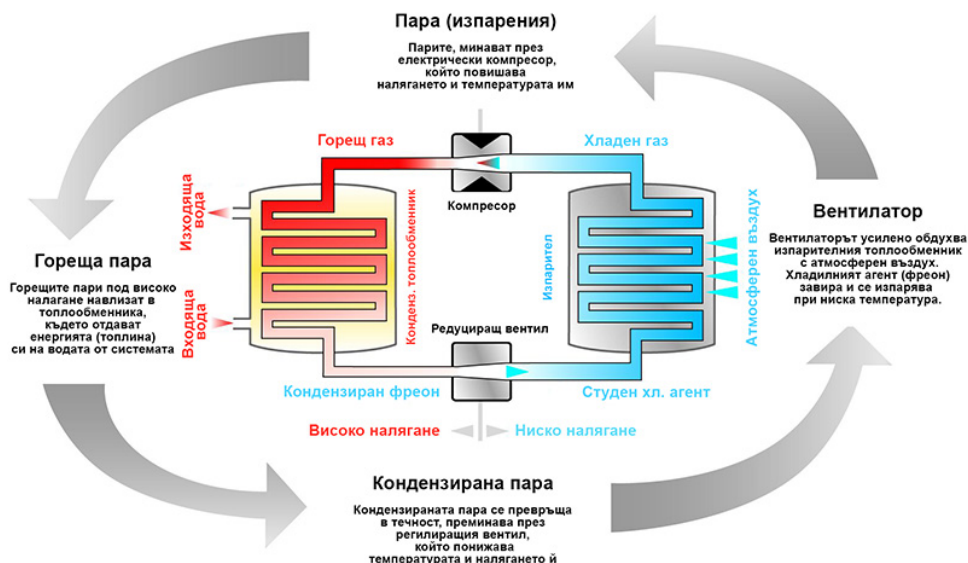 Пара (изпарения)
Парите, минават през
електрически компресор,
който повишава
налягането и температурата им
Горещ газ
Хладен газ
Компресор
Изходяща
вода
Входяща
вода
Конденз. топлообменник
Изпарител
Атмосферен въздух
Гореща пара
Горещите пари под високо
налагане навлизат в
топлообменника,
където отдават
енергията (топлина)
си на водата от системата
Вентилатор
Вентилаторът усилено обдухва
изпарителния топлообменник
с атмосферен въздух.
Хладилният агент (фреон)
завира и се изпарява
при ниска температура.
Редуциращ вентил
Кондензиран фреон
Студен хл. агент
Високо налягане
Ниско налягане
Кондензирана пара
Кондензираната пара се превръща
в течност, преминава през
регилиращия вентил,
който понижава
температурата и налягането й